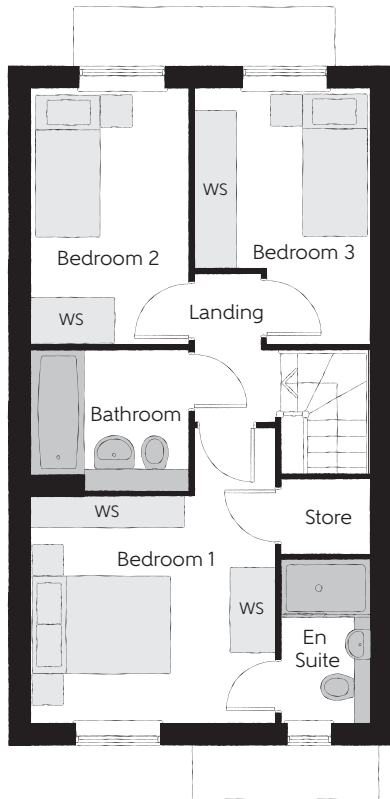 WS
Bedroom 2
Bedroom 3
WS
Landing
Bathroom
WS
Store
Bedroom 1
WS
En
Suite